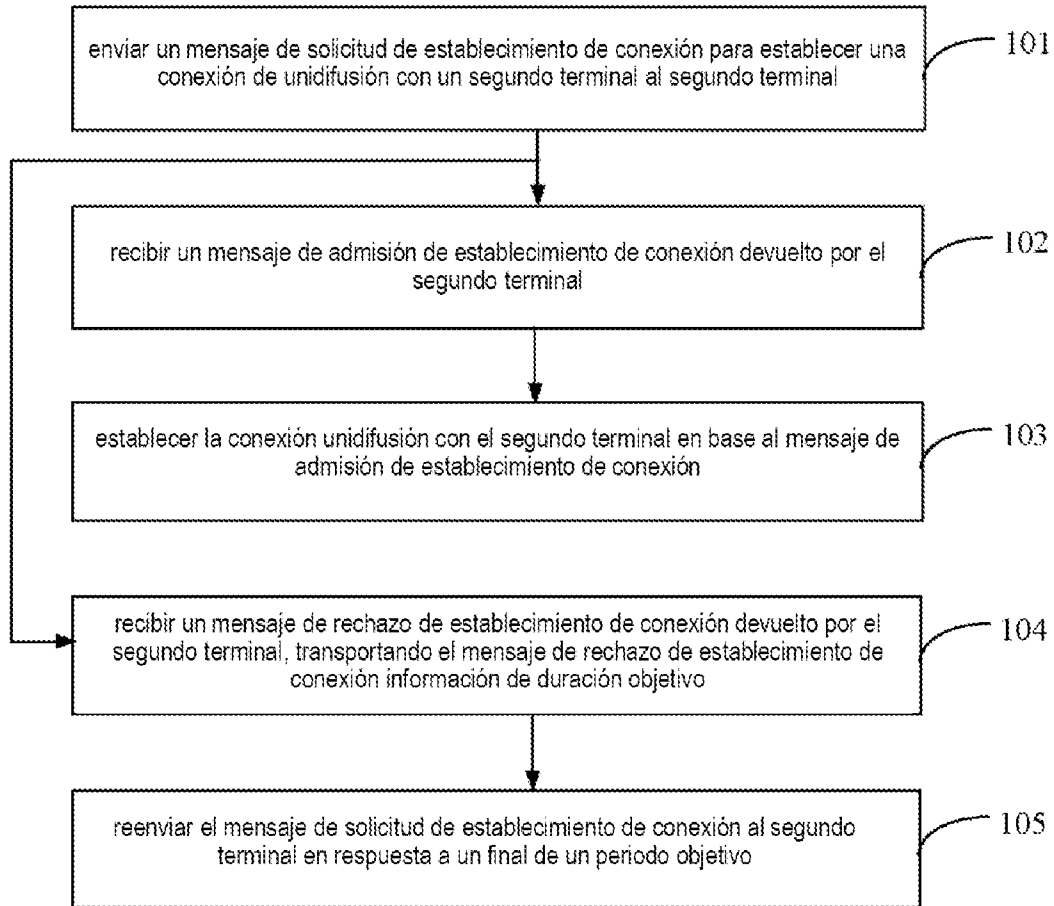 enviar un mensaje de solicitud de establecimiento de conexión para establecer una
conexión de unidifusión con un segundo terminal al segundo terminal
101
recibir un mensaje de admisión de establecimiento de conexión devuelto por el
segundo terminal
102
establecer la conexión unidifusión con el segundo terminal en base al mensaje de
admisión de establecimiento de conexión
103
recibir un mensaje de rechazo de establecimiento de conexión devuelto por el
segundo terminal, transportando el mensaje de rechazo de establecimiento de
conexión información de duración objetivo
104
reenviar el mensaje de solicitud de establecimiento de conexión al segundo
terminal en respuesta a un final de un periodo objetivo
105